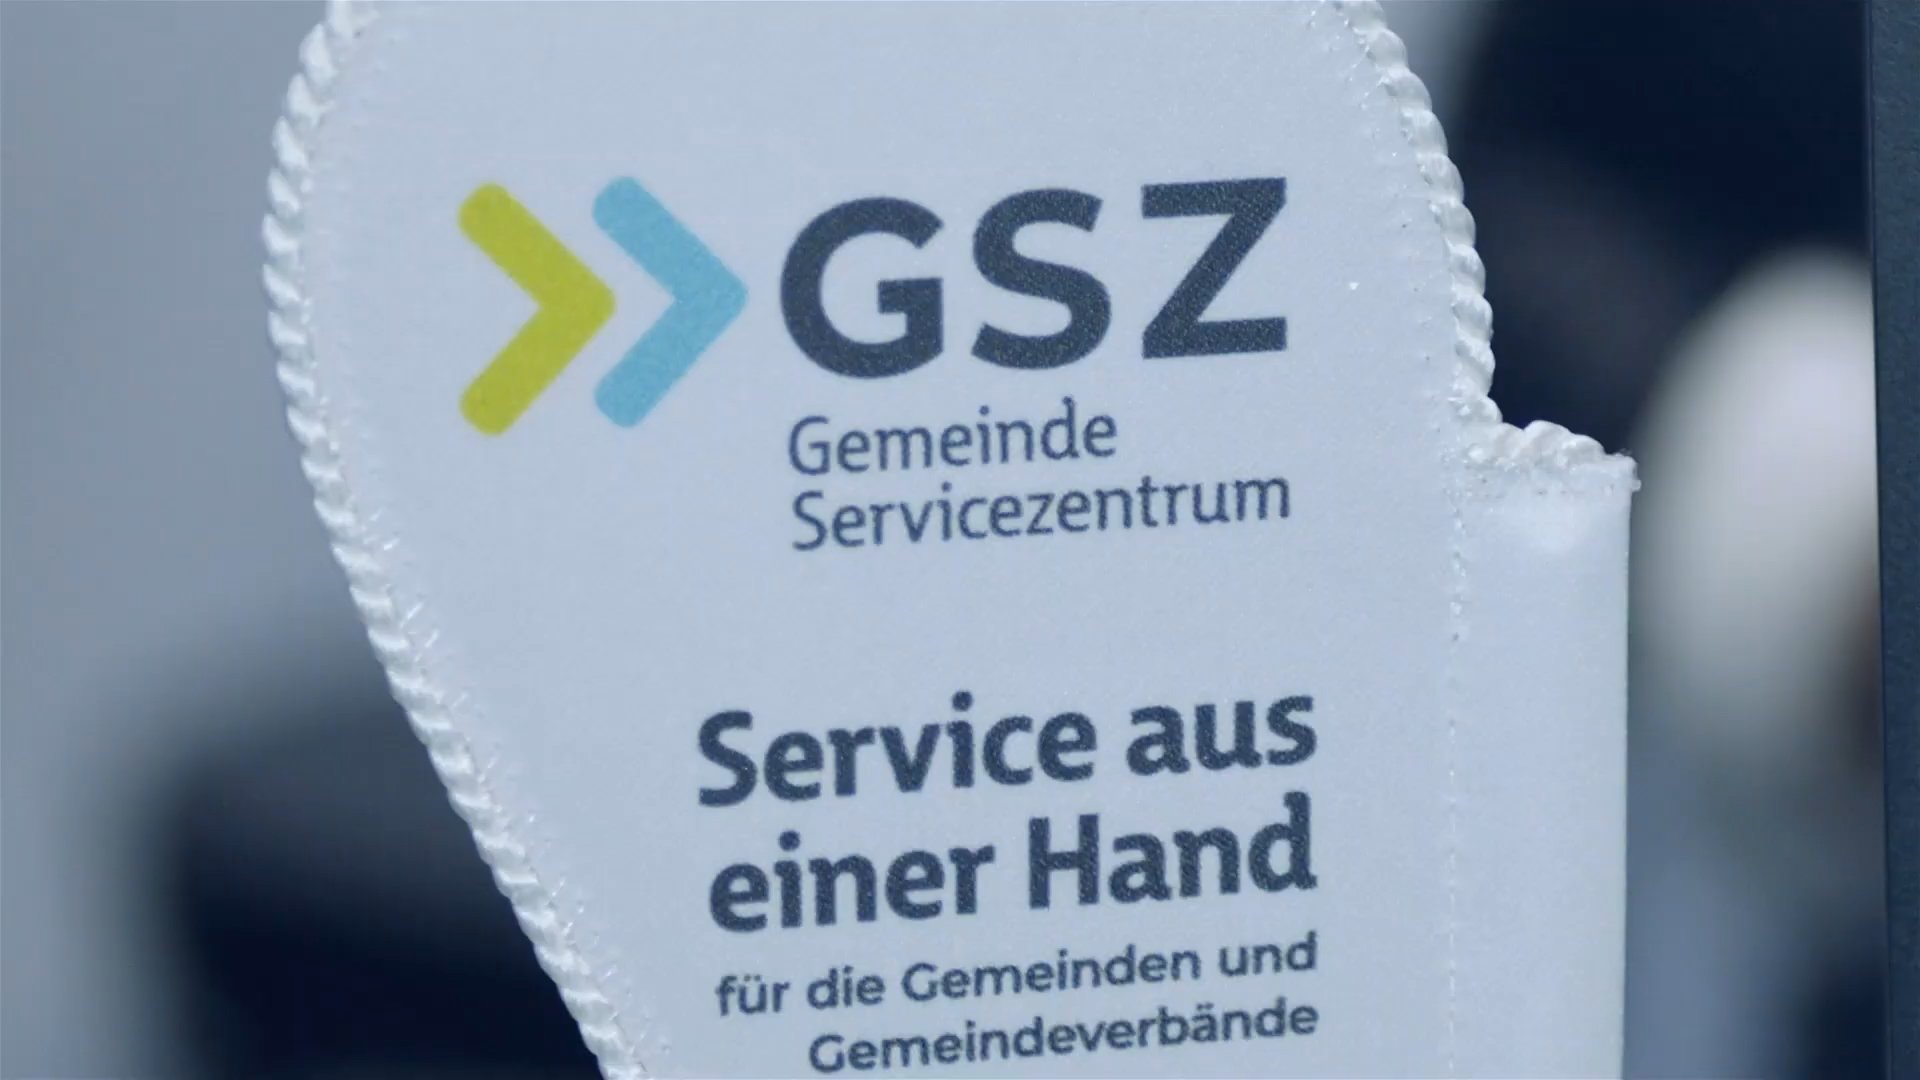 GSZ
Gemeinde
Servicezentrum
Service aus
einer Hand
für die Gemeinden und
Gemeindeverbände